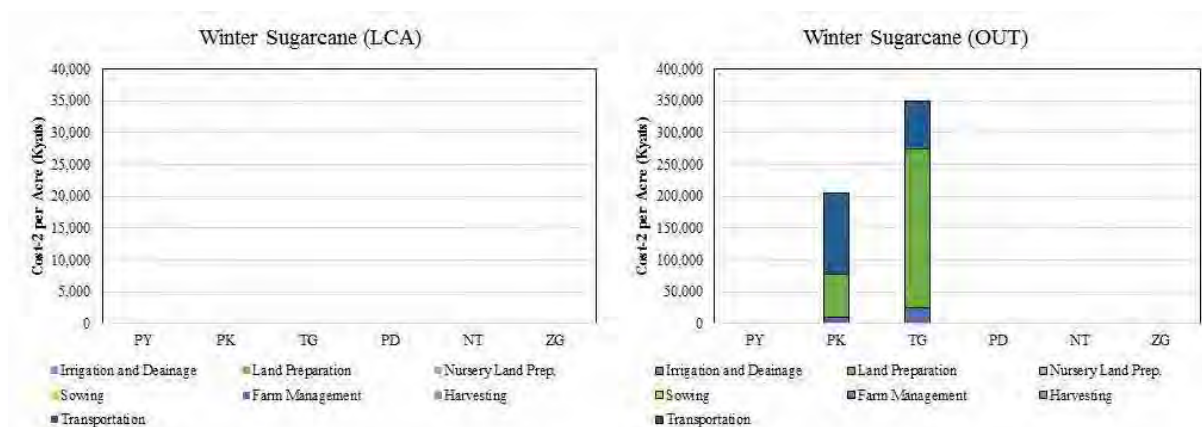 Winter Sugarcane (LCA)
Cost-2 per Acre (Kyats)
40,000
35,000
30,000
25,000
20,000
15,000
10,000
5,000
0
PY PK TG PD NT ZG
Irrigation and Deainage Land Preparation Nursery Land Prep.
Sowing Farm Management Harvesting
Transportation
Winter Sugarcane (OUT)
Cost-2 per Acre (Kyats)
400,000
350,000
300,000
250,000
200,000
150,000
100,000
50,000
0
PY PK TG PD NT ZG
Irrigation and Deainage Land Preparation Nursery Land Prep.
Sowing Farm Management Harvesting
Transportation